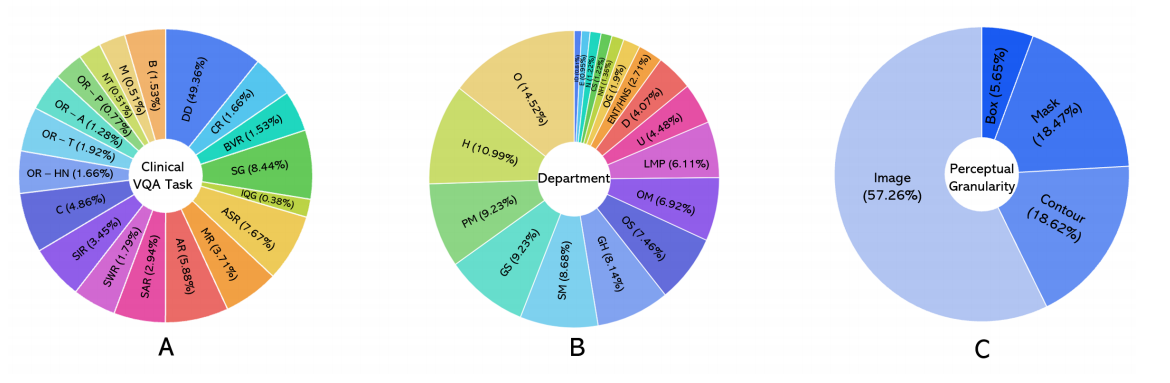 DD (49.36%)
CR (1.66%)
BVR (1.53%)
SG (8.44%)
IQG (0.38%)
ASR (7.67%)
MR (3.71%)
AR (5.88%)
SAR (2.94%)
SWR (1.79%)
SIR (3.45%)
C (4.86%)
OR – HN (1.66%)
OR – T (1.92%)
OR – A (1.28%)
OR – P (0.77%)
NT (0.51%)
M (0.51%)
B (1.53%)
Clinical
VQA Task
A
OG (1.9%)
ENT/HNS (2.71%)
D (4.07%)
U (4.48%)
LMP (6.11%)
OM (6.92%)
OS (7.46%)
GH (8.14%)
SM (8.68%)
GS (9.23%)
PM (9.23%)
H (10.99%)
O (14.52%)
Department
B
Box (5.65%)
Mask
(18.47%)
Contour
(18.62%)
Image
(57.26%)
Perceptual
Granularity
C